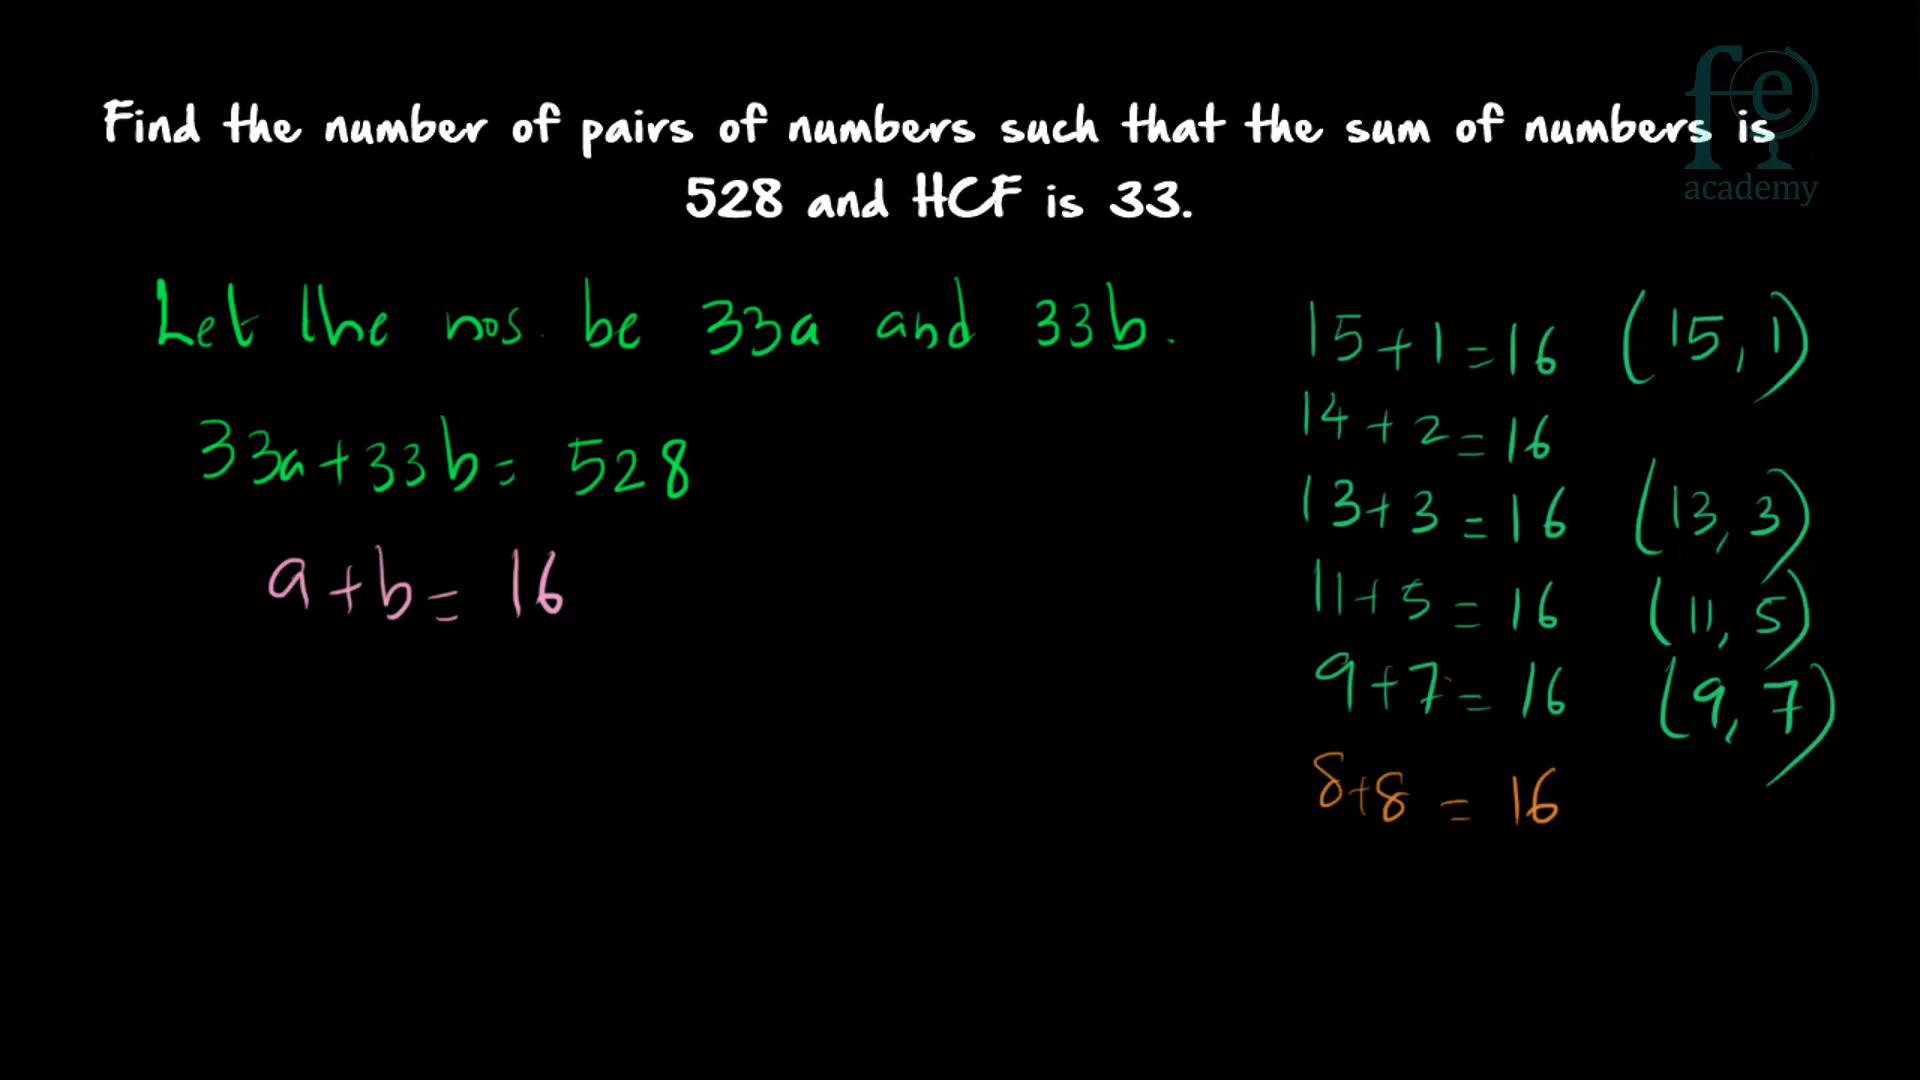 fe
academy
Find the number of pairs of numbers such that the sum of numbers is
528 and HCF is 33.
Let the nos. be 33a and 33b.
33a+33b= 528
a+b= 16
15+1=16 (15,1)
14+2=16
13+3=16 (13,3)
11+5=16 (11,5)
9+7=16 (9,7)
8+8=16